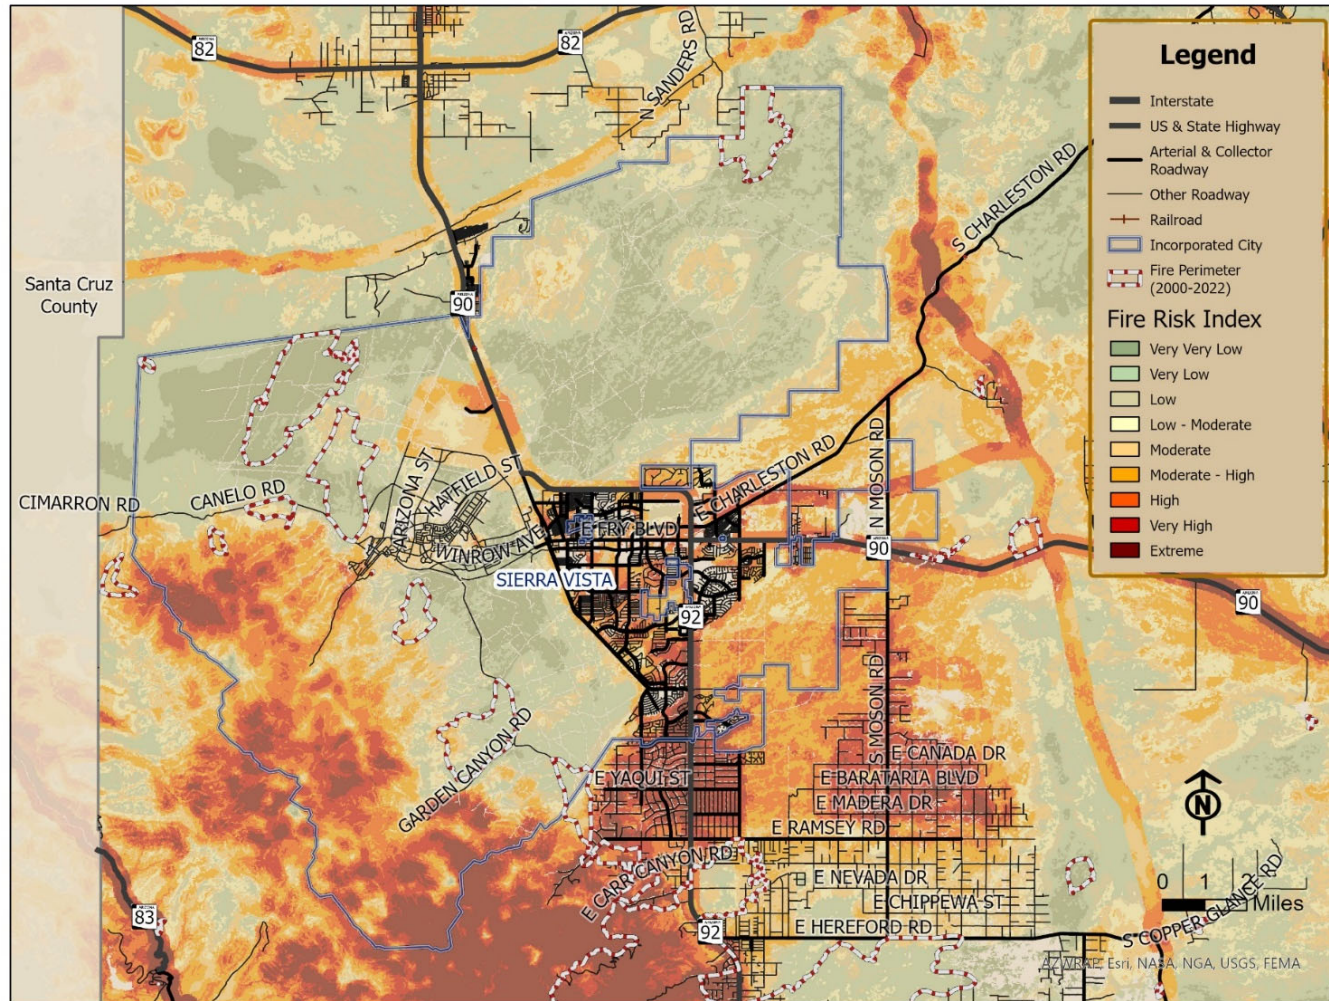 82
82
N SANDERS RD
S CHARLESTON RD
Santa Cruz
County
90
CIMARRON RD
CANELO RD
ARIZONA ST
HATFIELD ST
WINROW AVE
E FRY BLVD
E CHARLESTON RD
N MOSON RD
90
90
SIERRA VISTA
92
GARDEN CANYON RD
S MOSON RD
E CANADA DR
E YAQUI ST
E BARATARIA BLVD
E MADERA DR
E RAMSEY RD
E CARR CANYON RD
E NEVADA DR
E CHIPPEWA ST
E HEREFORD RD
83
92
S COPPER GLANCE RD
Legend
Interstate
US & State Highway
Arterial & Collector
Roadway
Other Roadway
Railroad
Incorporated City
Fire Perimeter
(2000-2022)
Fire Risk Index
Very Very Low
Very Low
Low
Low - Moderate
Moderate
Moderate - High
High
Very High
Extreme
N
0 1 2
Miles
Esri, NASA, NGA, USGS, FEMA